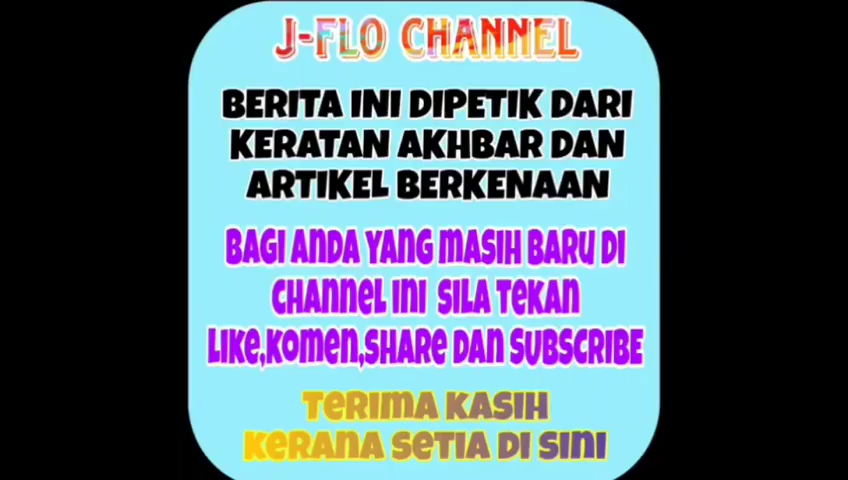 J-FLO CHANNEL
BERITA INI DIPETIK DARI
KERATAN AKHBAR DAN
ARTIKEL BERKENAAN
BAGI ANDA YANG MASIH BARU DI
CHANNEL INI SILA TEKAN
LIKE,KOMEN,SHARE DAN SUBSCRIBE
TERIMA KASIH
KERANA SETIA DI SINI